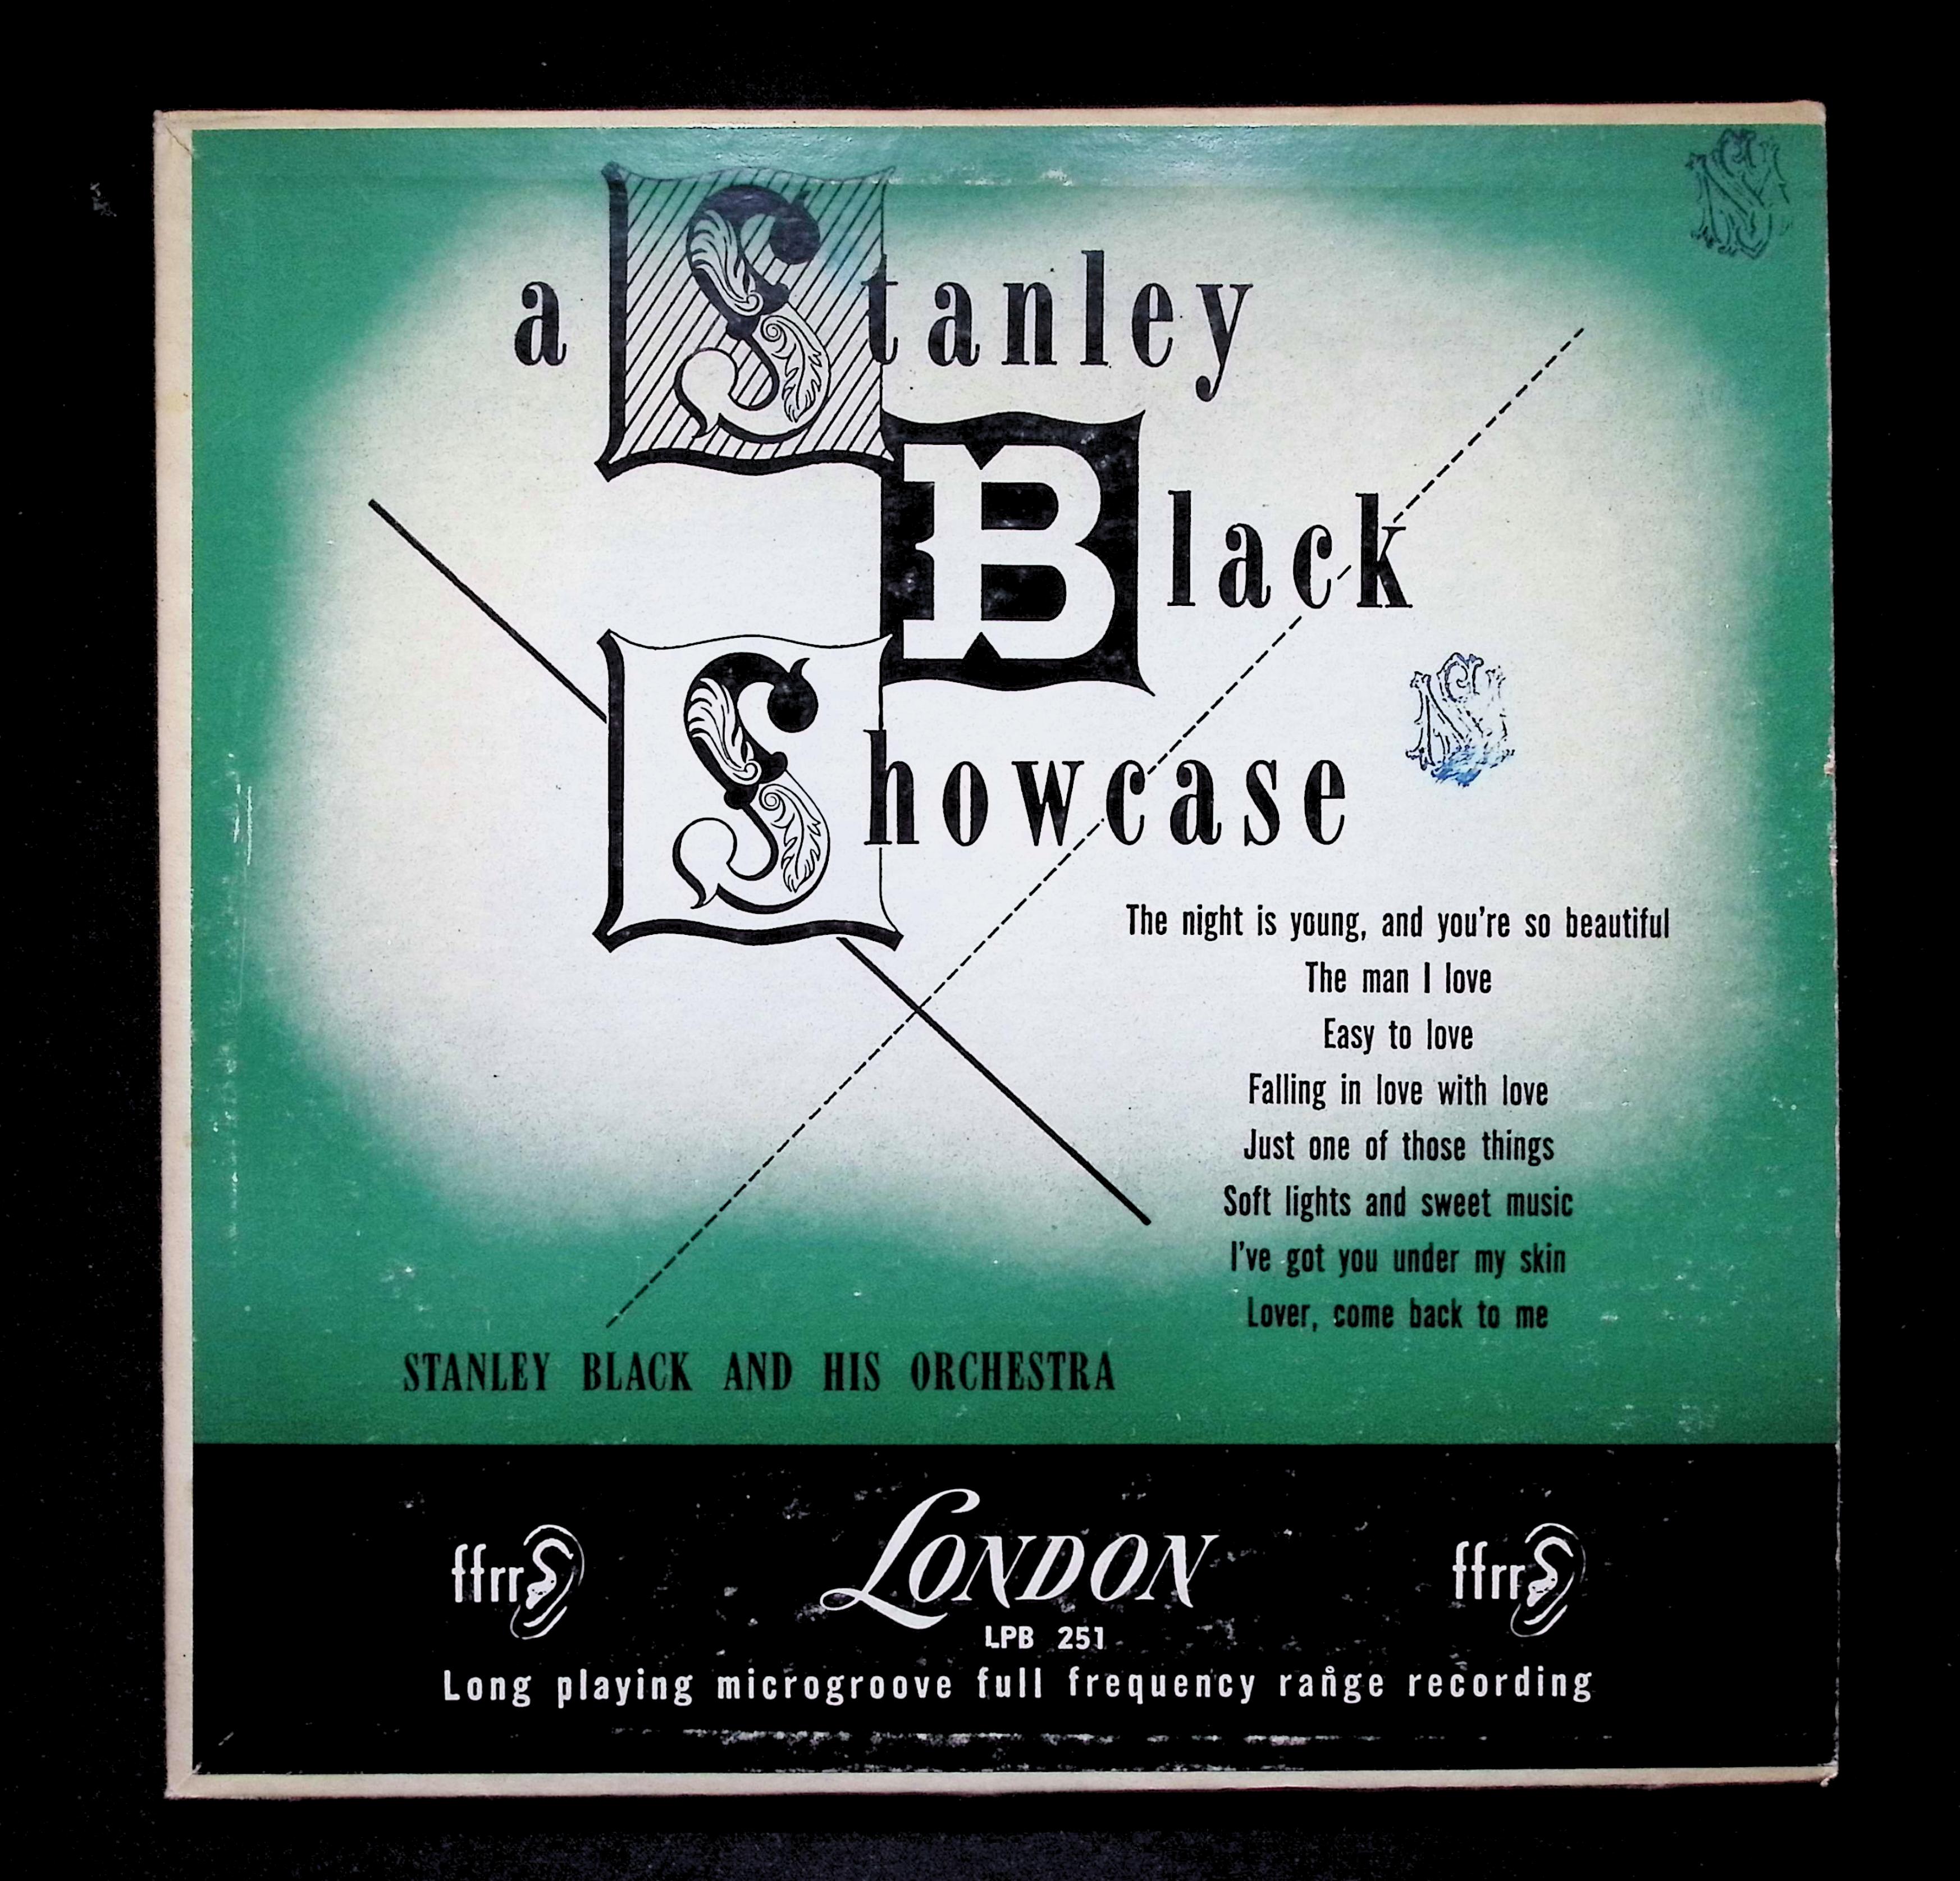 a Stanley
Black
Showcase
The night is young, and you're so beautiful
The man I love
Easy to love
Falling in love with love
Just one of those things
Soft lights and sweet music
I've got you under my skin
Lover, come back to me
STANLEY BLACK AND HIS ORCHESTRA
ffrr LONDON ffrr
LPB 251
Long playing microgroove full frequency range recording